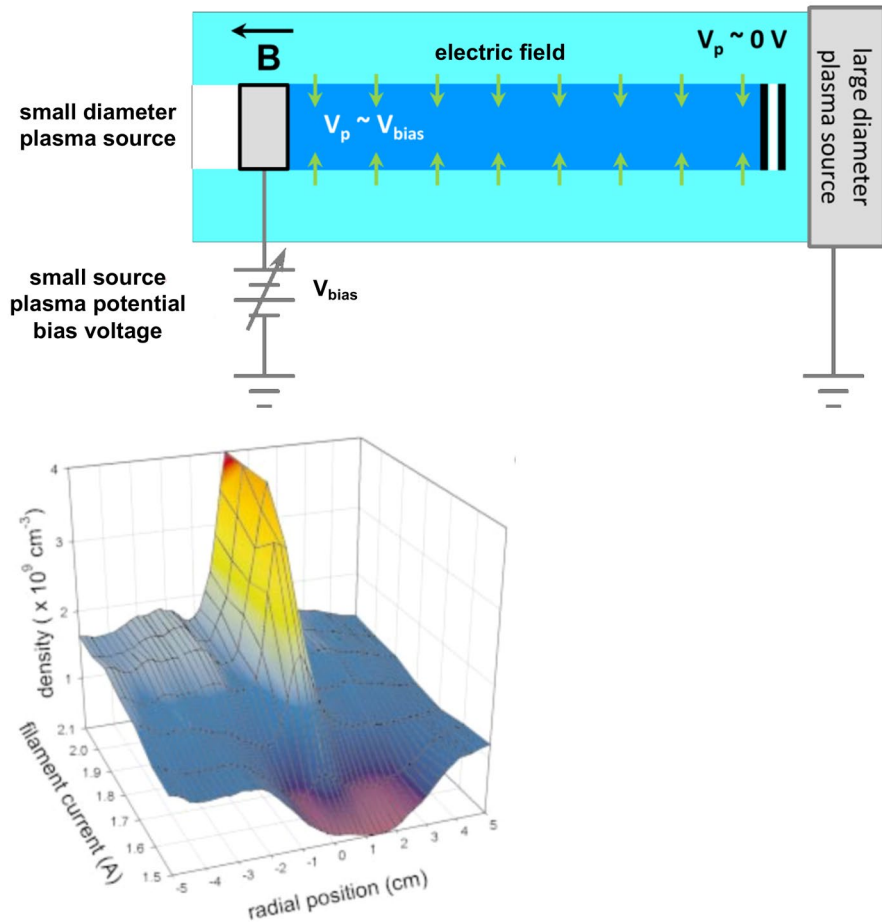 V_p ~ 0 V
B
electric field
large diameter
plasma source
small diameter
plasma source
V_p ~ V_bias
small source
plasma potential
bias voltage
V_bias
4
3
2
1
density ( x 10^9 cm^-3)
2.1
2.0
1.9
1.8
1.7
1.6
1.5
filament current (A)
-5
-4
-3
-2
-1
0
1
2
3
4
5
radial position (cm)